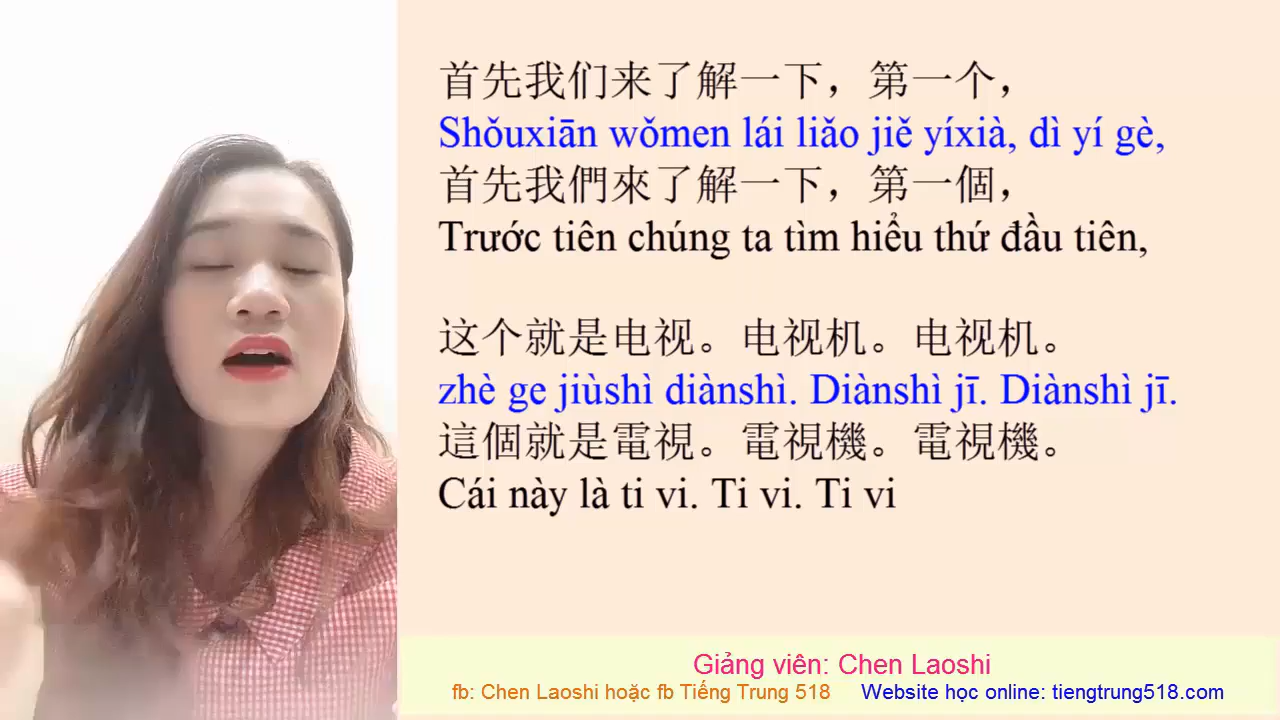 首先我们来了解一下，第一个，
Shǒuxiān wǒmen lái liǎo jiě yíxià, dì yí gè,
首先我們來了解一下，第一個，
Trước tiên chúng ta tìm hiểu thứ đầu tiên,
这个就是电视。电视机。电视机。
zhè ge jiùshì diànshì. Diànshì jī. Diànshì jī.
這個就是電視。電視機。電視機。
Cái này là ti vi. Ti vi. Ti vi
Giảng viên: Chen Laoshi
fb: Chen Laoshi hoặc fb Tiếng Trung 518 Website học online: tiengtrung518.com